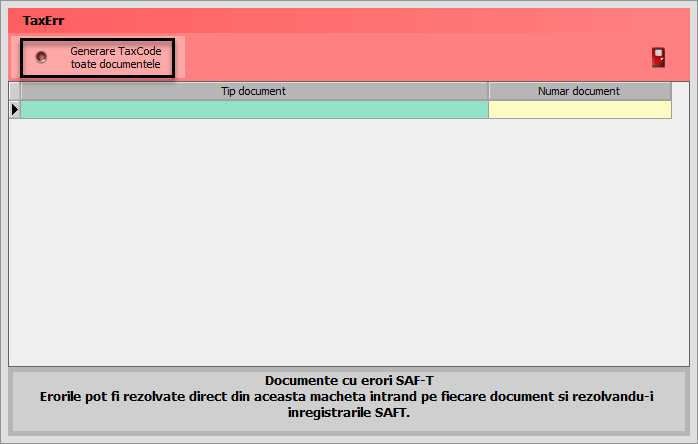 TaxErr
Generare TaxCode
toate documentele
Tip document
Numar document
Documente cu erori SAF-T
Erorile pot fi rezolvate direct din aceasta macheta intrand pe fiecare document si rezolvandu-i
inregistrarile SAFT.